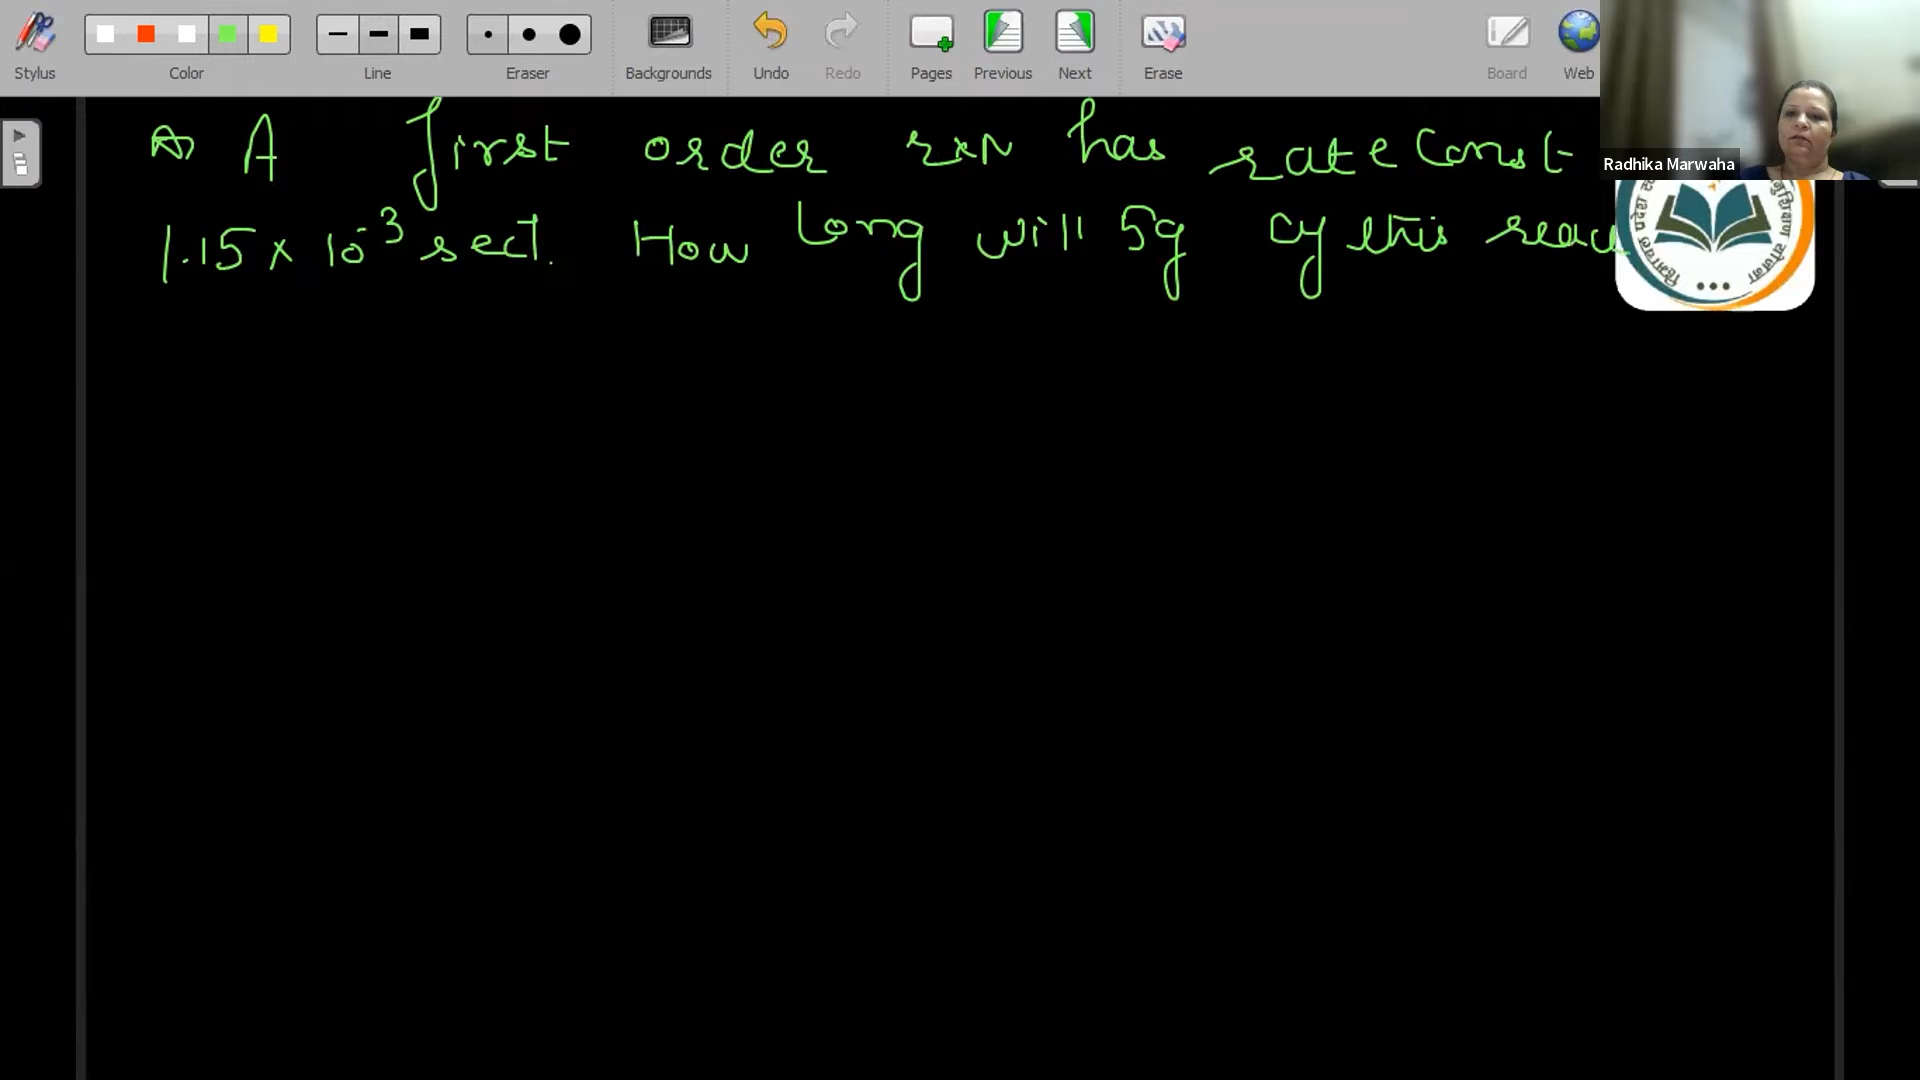 Stylus Color Line Eraser Backgrounds Undo Redo Pages Previous Next Erase Board Web
Radhika Marwaha
A first order rxn has rate const
1.15 × 10⁻³ sec⁻¹. How long will 5g of this reac